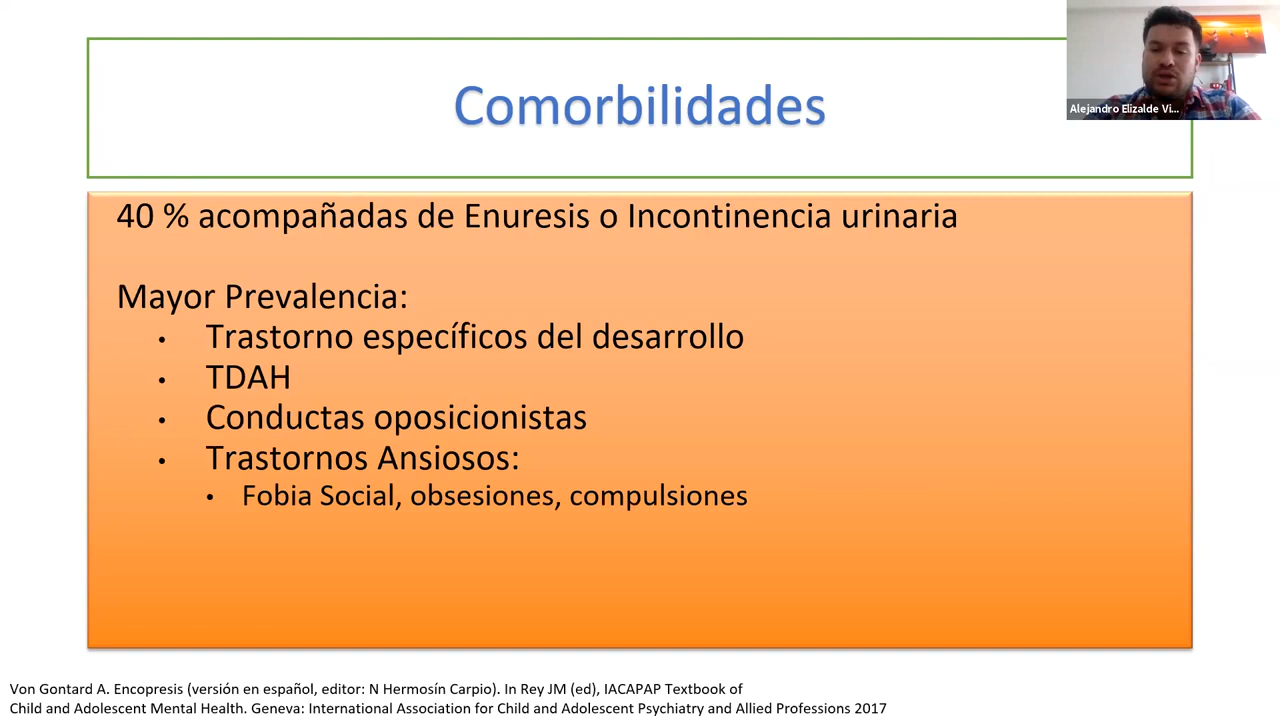 Comorbilidades
Alejandro Elizalde Vi...
40 % acompañadas de Enuresis o Incontinencia urinaria
Mayor Prevalencia:
• Trastorno específicos del desarrollo
• TDAH
• Conductas oposicionistas
• Trastornos Ansiosos:
• Fobia Social, obsesiones, compulsiones
Von Gontard A. Encopresis (versión en español, editor: N Hermosín Carpio). In Rey JM (ed), IACAPAP Textbook of
Child and Adolescent Mental Health. Geneva: International Association for Child and Adolescent Psychiatry and Allied Professions 2017